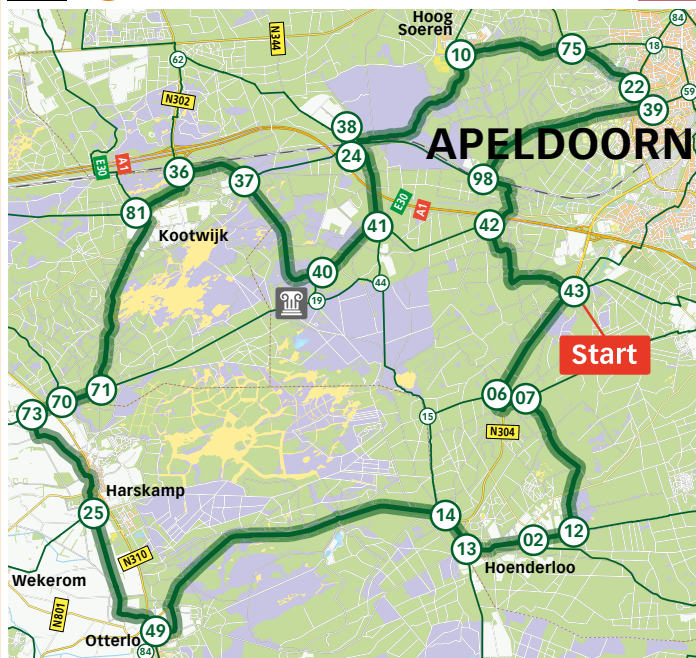 Hoog
Soeren
84
N344
10
75
18
62
22
59
N302
39
38
APELDOORN
24
E30
A1
36
37
98
E30
A1
81
41
42
Kootwijk
40
44
43
19
Start
71
70
06
07
73
15
N304
Harskamp
25
14
12
02
13
N310
Hoenderloo
Wekerom
N801
49
Otterlo
84